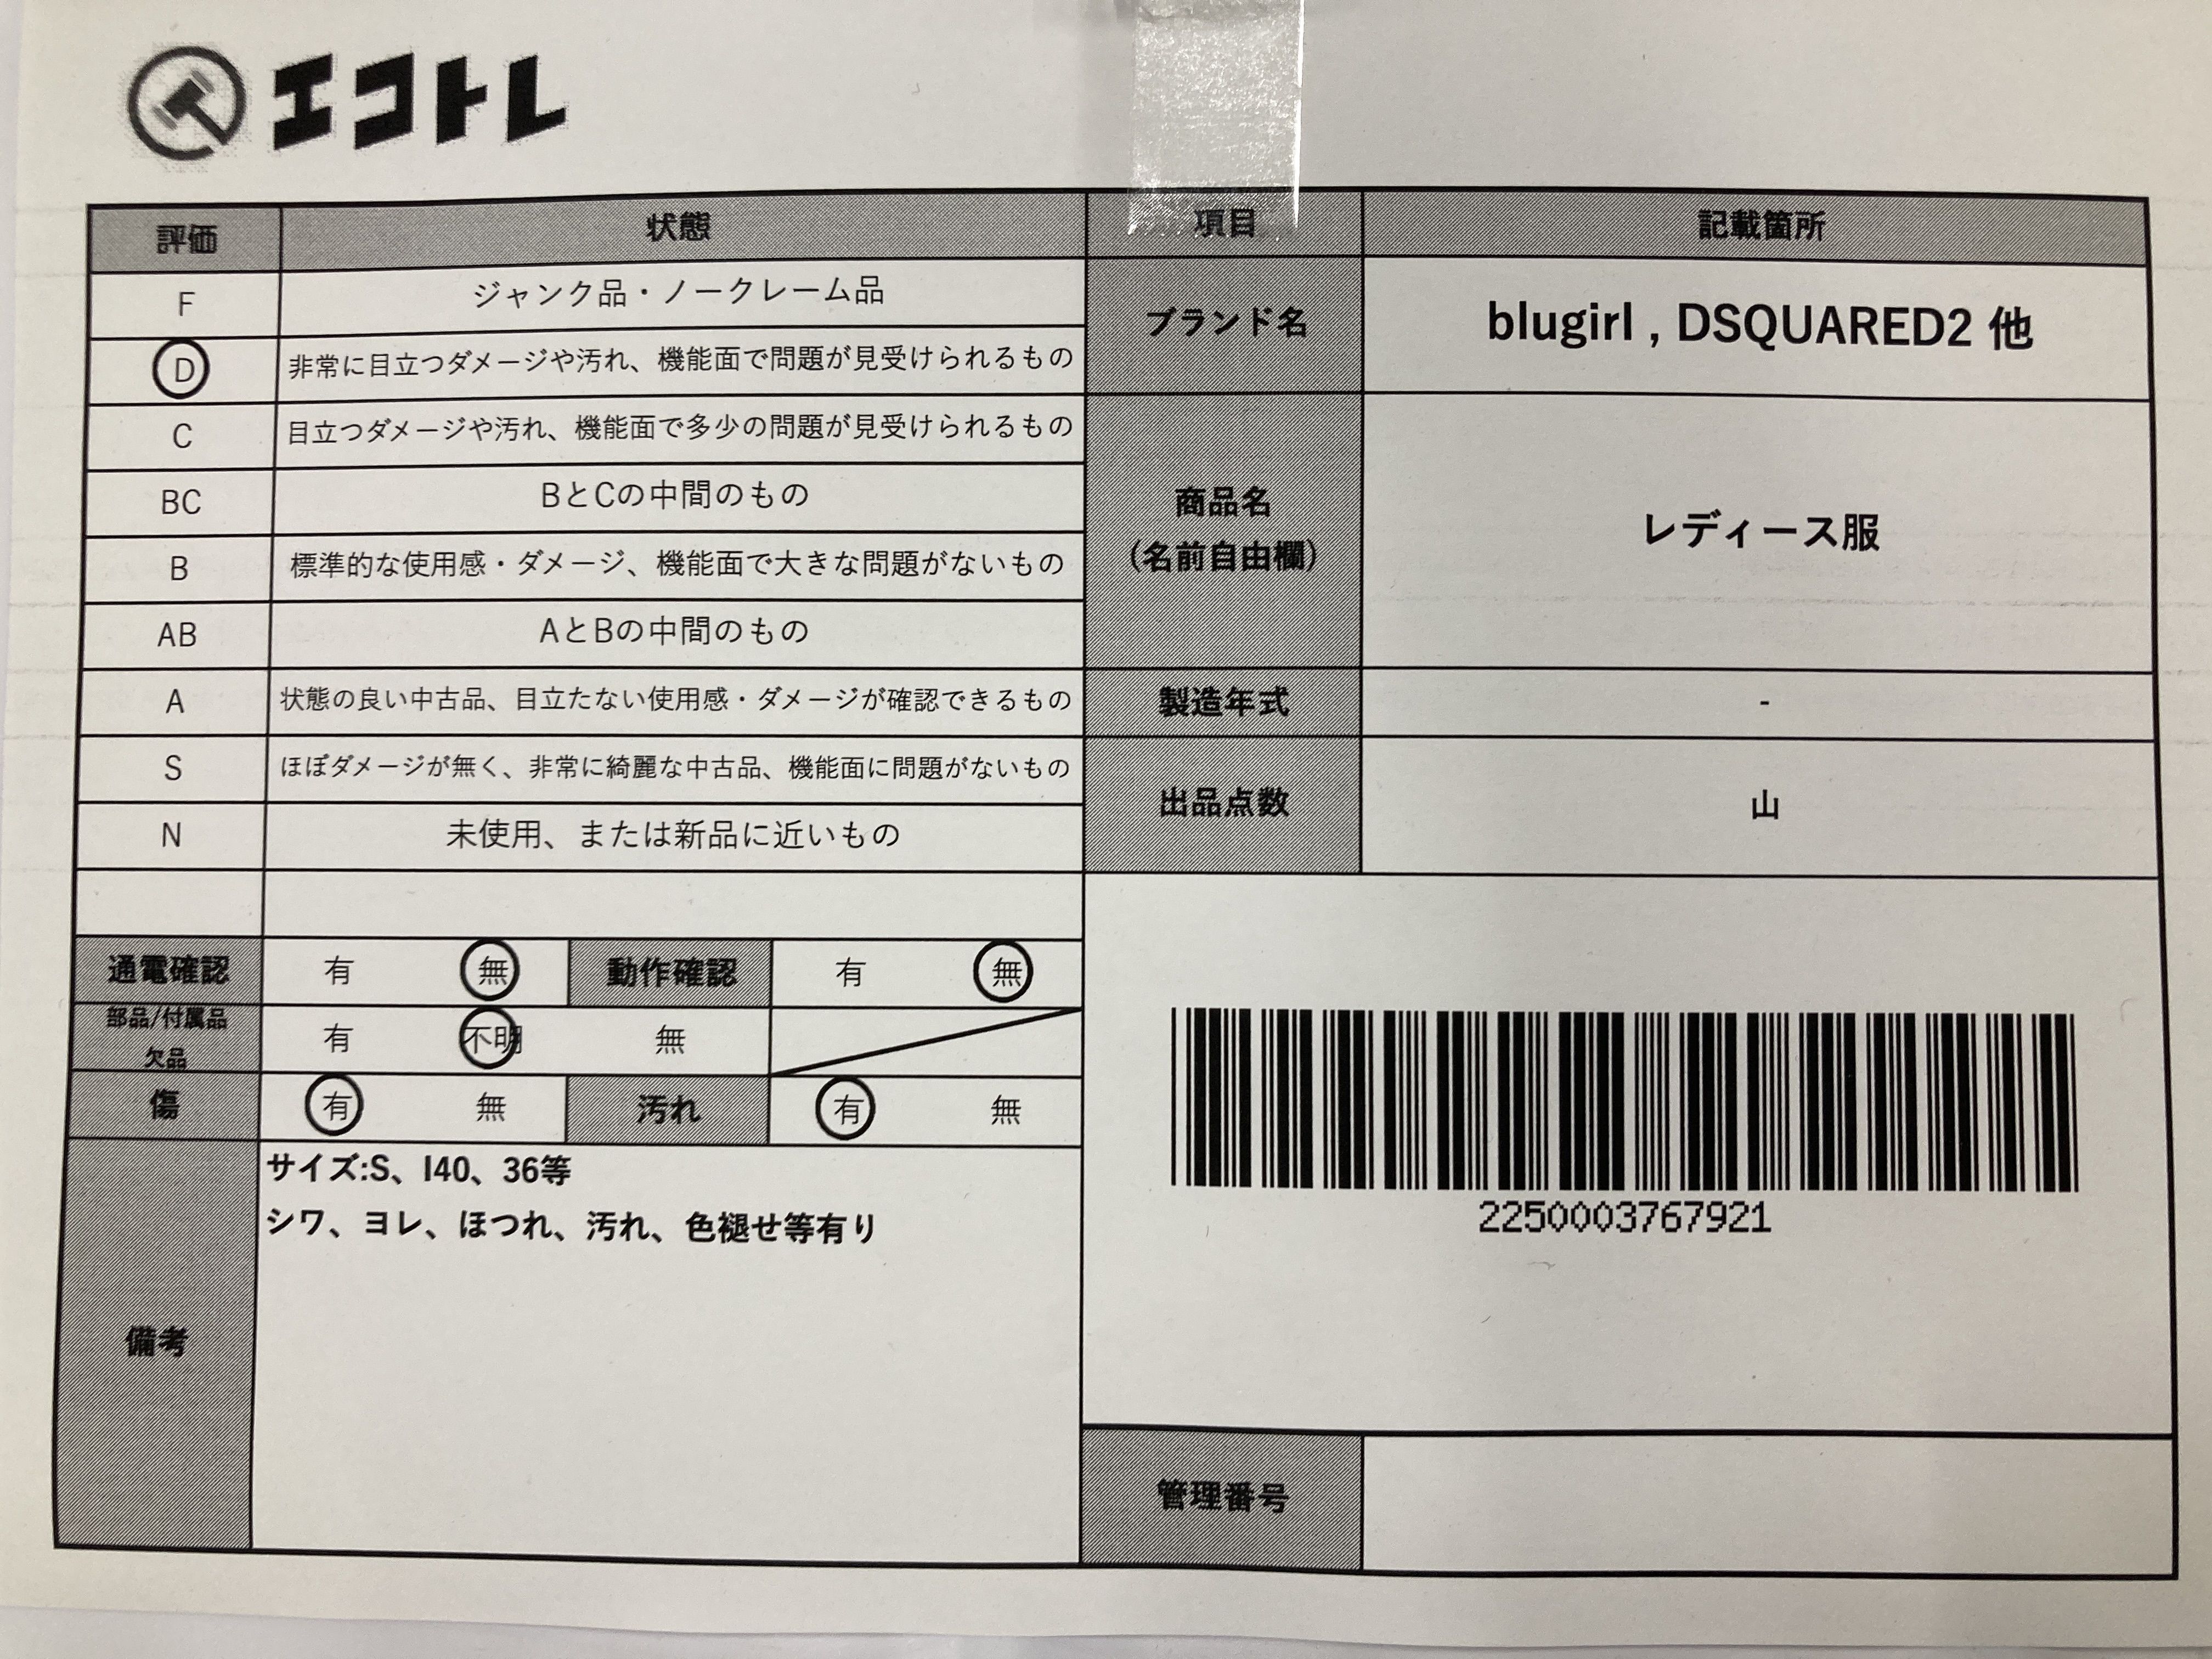 エコトレ
評価 状態 項目 記載箇所
F ジャンク品・ノークレーム品
D 非常に目立つダメージや汚れ、機能面で問題が見受けられるもの
ブランド名 blugirl , DSQUARED2 他
C 目立つダメージや汚れ、機能面で多少の問題が見受けられるもの
BC BとCの中間のもの
商品名
(名前自由欄)
レディース服
B 標準的な使用感・ダメージ、機能面で大きな問題がないもの
AB AとBの中間のもの
A 状態の良い中古品、目立たない使用感・ダメージが確認できるもの
製造年式 -
S ほぼダメージが無く、非常に綺麗な中古品、機能面に問題がないもの
出品点数 山
N 未使用、または新品に近いもの
通電確認 有 無 動作確認 有 無
部品/付属品
欠品
有 不明 無
傷 有 無 汚れ 有 無
2250003767921
備考
サイズ:S、I40、36等
シワ、ヨレ、ほつれ、汚れ、色褪せ等有り
管理番号